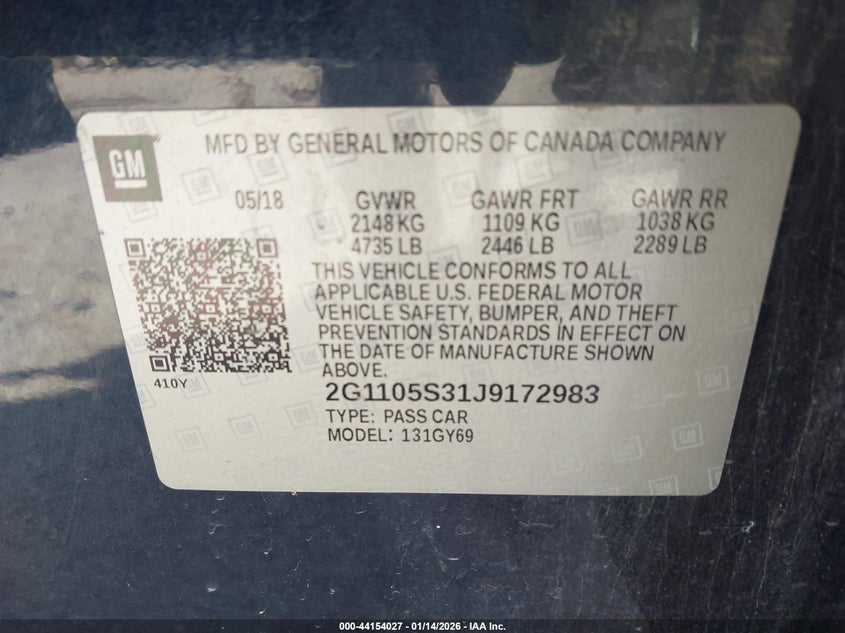 GM
MFD BY GENERAL MOTORS OF CANADA COMPANY
05/18 GVWR GAWR FRT GAWR RR
2148 KG 1109 KG 1038 KG
4735 LB 2446 LB 2289 LB
THIS VEHICLE CONFORMS TO ALL
APPLICABLE U.S. FEDERAL MOTOR
VEHICLE SAFETY, BUMPER, AND THEFT
PREVENTION STANDARDS IN EFFECT ON
THE DATE OF MANUFACTURE SHOWN
ABOVE.
410Y
2G1105S31J9172983
TYPE: PASS CAR
MODEL: 131GY69
000-44154027 - 01/14/2026 - IAA Inc.